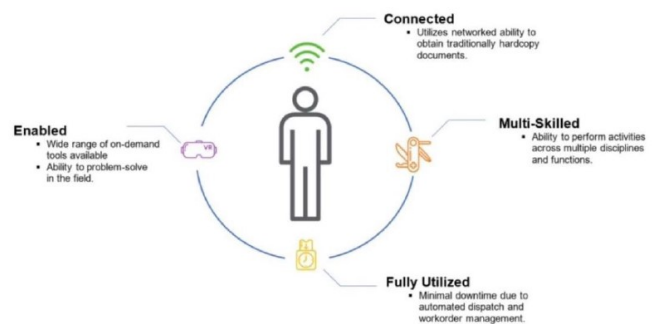 Connected
• Utilizes networked ability to
obtain traditionally hardcopy
documents.
Enabled
• Wide range of on-demand
tools available
• Ability to problem-solve
in the field.
VR
Multi-Skilled
• Ability to perform activities
across multiple disciplines
and functions.
Fully Utilized
• Minimal downtime due to
automated dispatch and
workorder management.